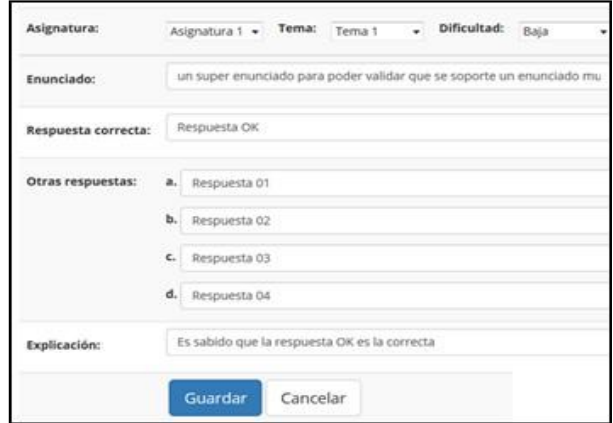 Asignatura: Asignatura 1 Tema: Tema 1 Dificultad: Baja
Enunciado: un super enunciado para poder validar que se soporte un enunciado mu
Respuesta correcta: Respuesta OK
Otras respuestas: a. Respuesta 01
b. Respuesta 02
c. Respuesta 03
d. Respuesta 04
Explicación: Es sabido que la respuesta OK es la correcta
Guardar Cancelar